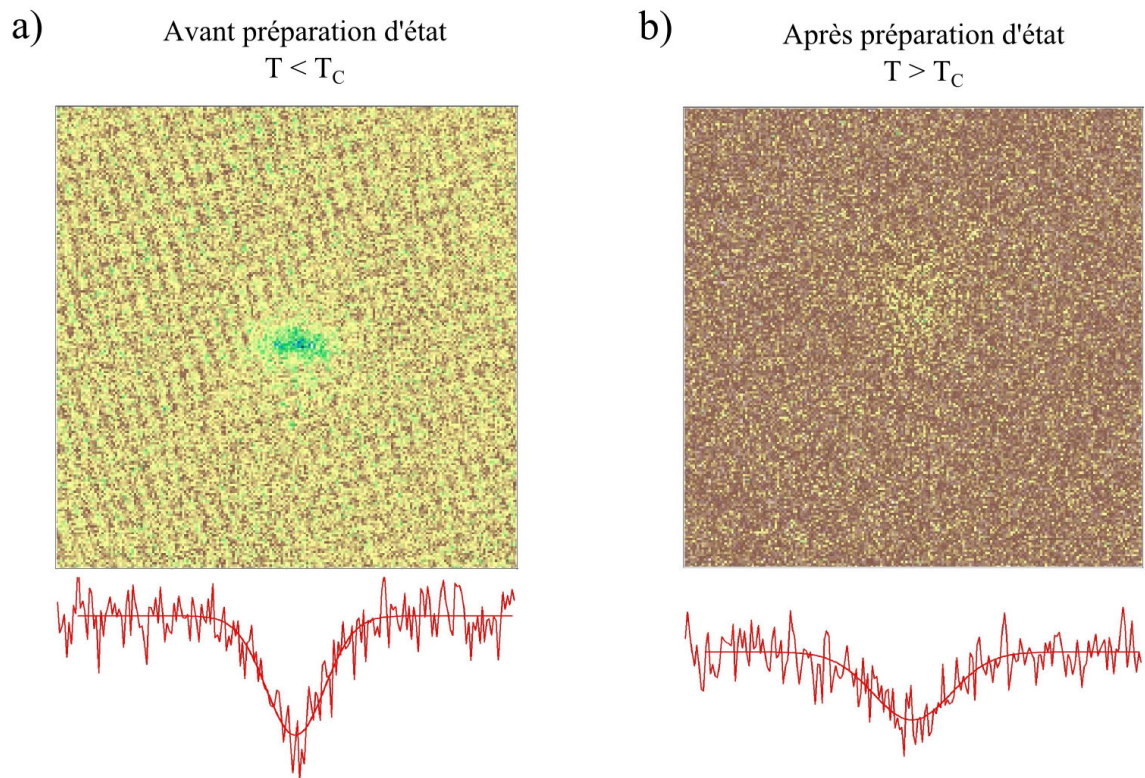 a)
Avant préparation d'état
T < T_C
b)
Après préparation d'état
T > T_C